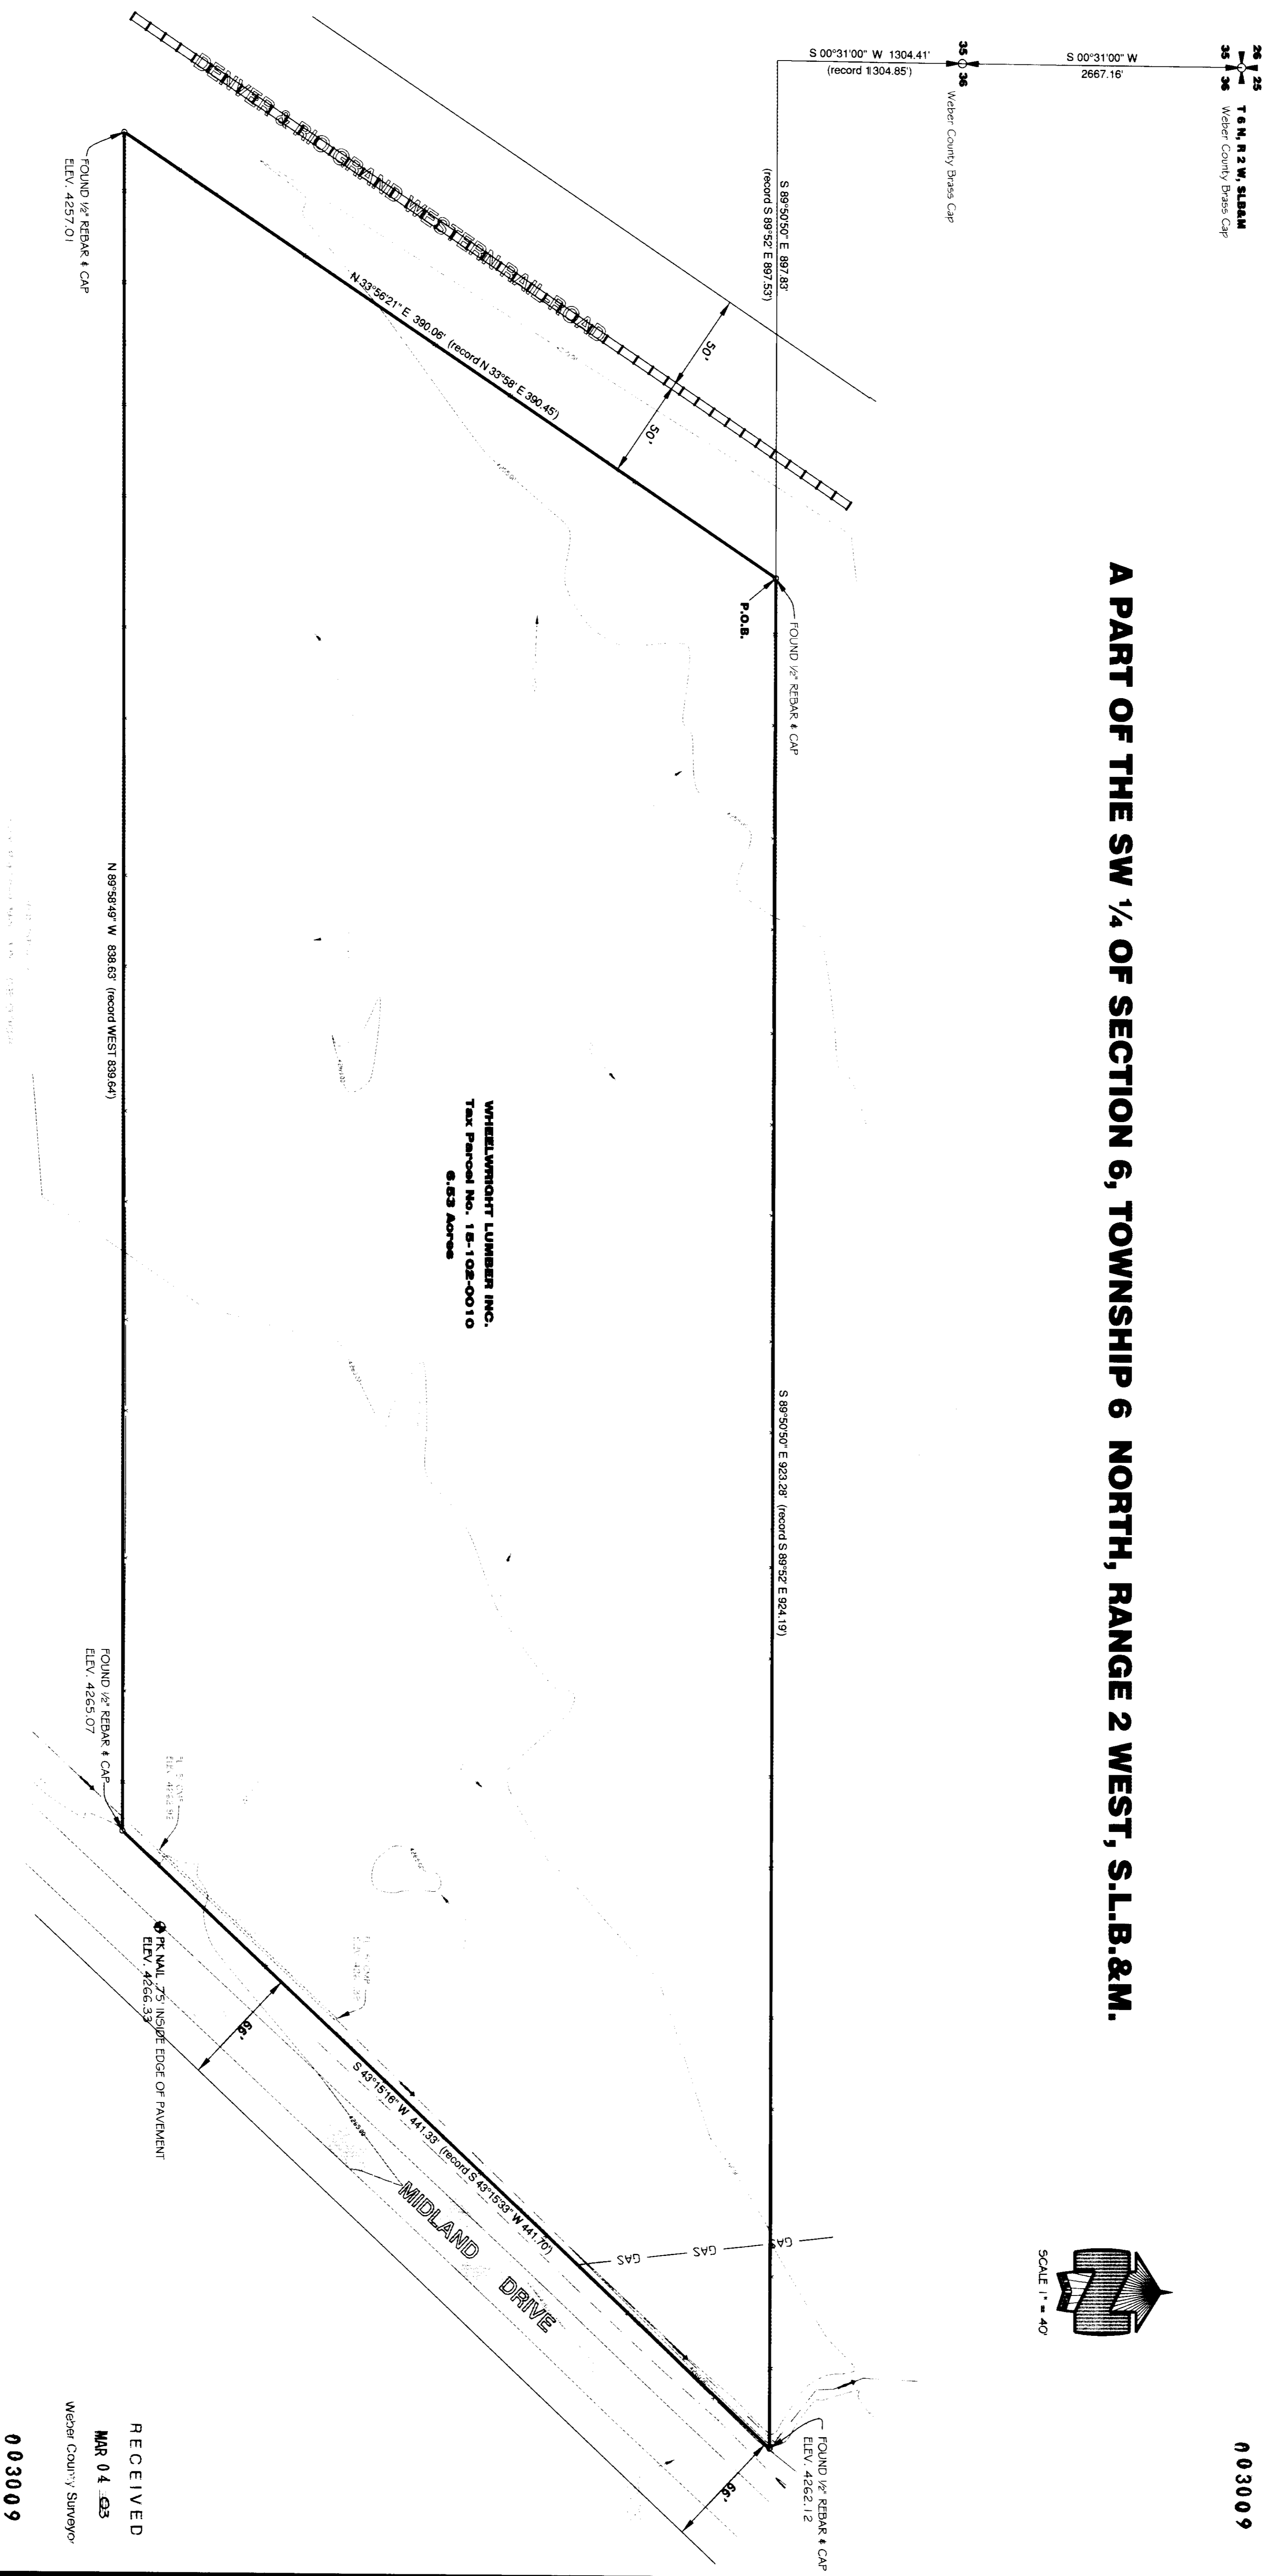 003009
A PART OF THE SW ¼ OF SECTION 6, TOWNSHIP 6 NORTH, RANGE 2 WEST, S.L.B.&M.
26 25
35 36
T 6 N, R 2 W, SLB&M
Weber County Brass Cap
S 00°31'00" W
2667.16'
35 36
Weber County Brass Cap
S 00°31'00" W 1304.41'
(record 1304.85')
SCALE 1" = 40'
S 89°50'50" E 897.83'
(record S 89°52' E 897.53')
50'
50'
DENVER & RIO GRAND WESTERN RAILROAD
N 33°56'21" E 390.06' (record N 33°58' E 390.45')
P.O.B.
FOUND ½" REBAR & CAP
S 89°50'50" E 923.28' (record S 89°52' E 924.19')
FOUND ½" REBAR & CAP
ELEV. 4262.12
GAS
GAS
GAS
66'
WHEELWRIGHT LUMBER INC.
Tax Parcel No. 15-102-0010
6.53 Acres
S 43°15'16" W 441.33' (record S 43°15'33" W 441.70')
MIDLAND DRIVE
66'
FOUND ½" REBAR & CAP
ELEV. 4257.01
N 89°58'49" W 838.63' (record WEST 839.64')
FOUND ½" REBAR & CAP
ELEV. 4265.07
PK NAIL .75' INSIDE EDGE OF PAVEMENT
ELEV. 4266.33
RECEIVED
MAR 04 03
Weber County Surveyor
003009